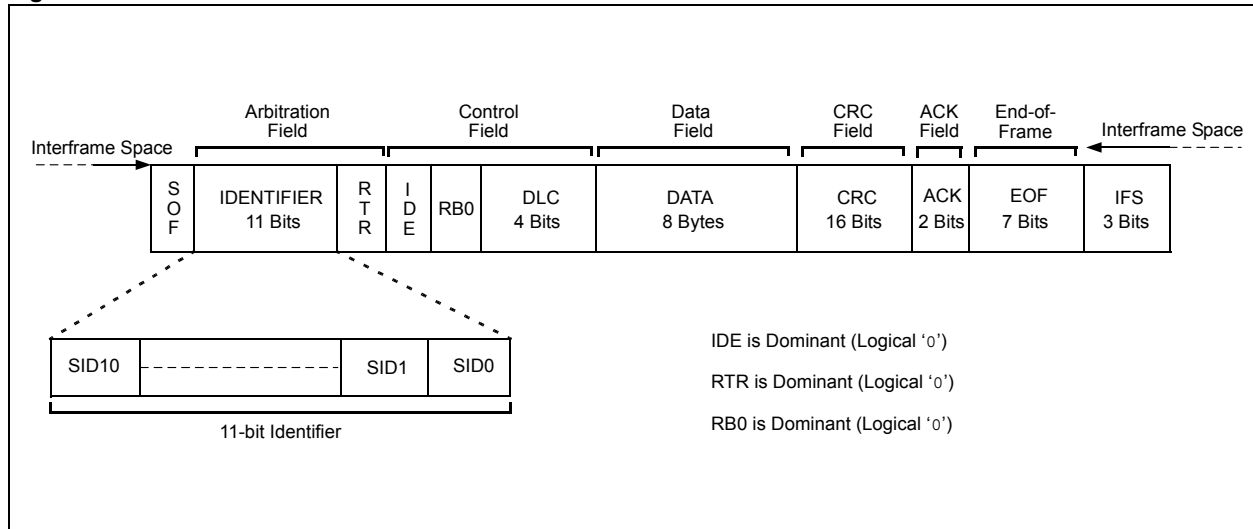 Arbitration
Field
Control
Field
Data
Field
CRC
Field
ACK
Field
End-of-
Frame
Interframe Space
Interframe Space
SOF
IDENTIFIER
11 Bits
RTR
IDE
RB0
DLC
4 Bits
DATA
8 Bytes
CRC
16 Bits
ACK
2 Bits
EOF
7 Bits
IFS
3 Bits
SID10
SID1
SID0
11-bit Identifier
IDE is Dominant (Logical ‘0’)
RTR is Dominant (Logical ‘0’)
RB0 is Dominant (Logical ‘0’)